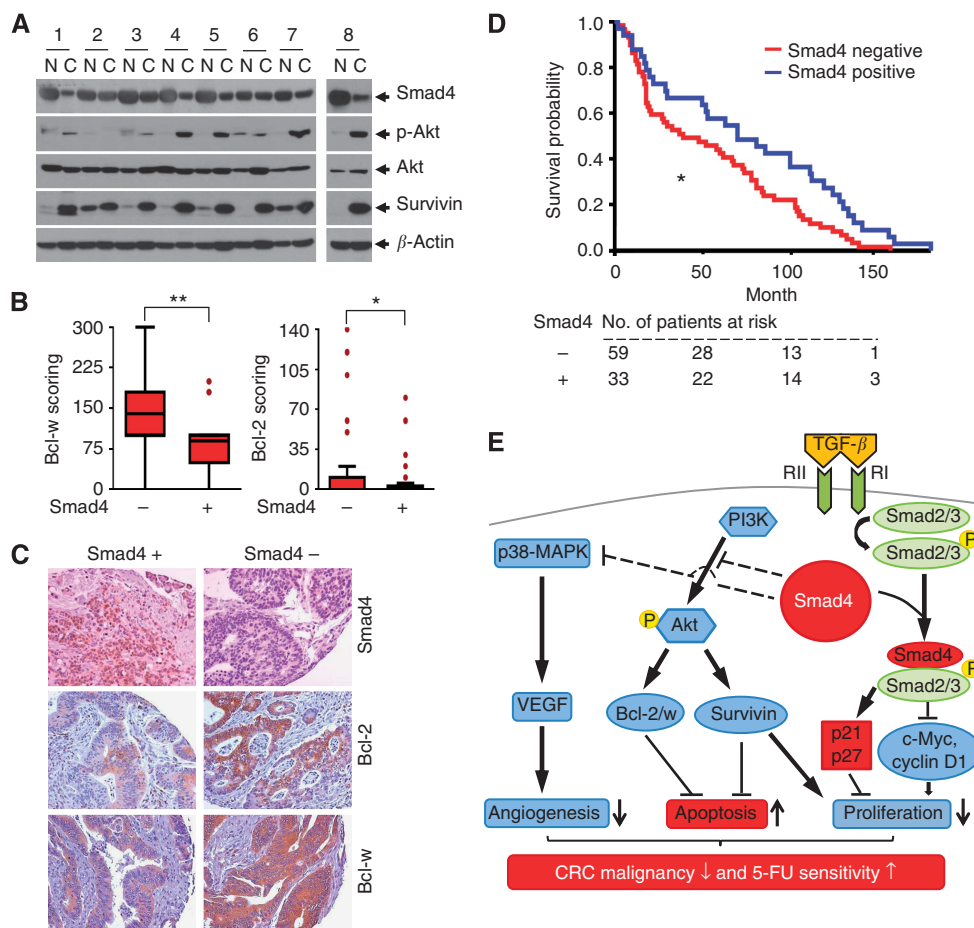 A
1 2 3 4 5 6 7 8
N C N C N C N C N C N C N C N C
Smad4
p-Akt
Akt
Survivin
β-Actin
B
**
Bcl-w scoring
300
225
150
75
0
Smad4 – +
*
Bcl-2 scoring
140
105
70
35
0
– +
C
Smad4 + Smad4 –
Smad4
Bcl-2
Bcl-w
D
Survival probability
1.0
0.8
0.6
0.4
0.2
0.0
Smad4 negative
Smad4 positive
*
0 50 100 150
Month
Smad4 No. of patients at risk
– 59 28 13 1
+ 33 22 14 3
E
TGF-β
RII RI
Smad2/3
P
Smad2/3
PI3K
p38-MAPK
Smad4
P
Akt
Smad4
P
Smad2/3
VEGF
Bcl-2/w
Survivin
p21
p27
c-Myc,
cyclin D1
Angiogenesis ↓
Apoptosis ↑
Proliferation ↓
CRC malignancy ↓ and 5-FU sensitivity ↑